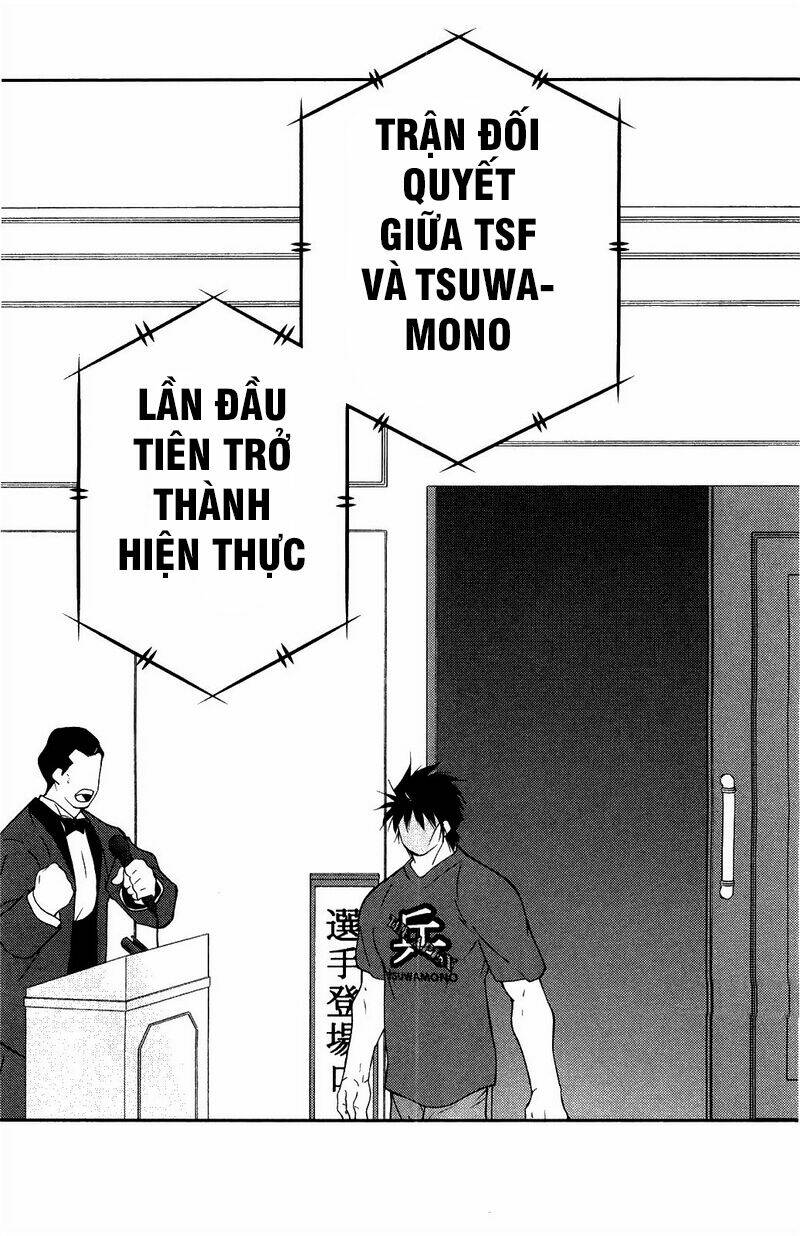 TRẬN ĐỐI
QUYẾT
GIỮA TSF
VÀ TSUWA-
MONO
LẦN ĐẦU
TIÊN TRỞ
THÀNH
HIỆN THỰC
選手登場口
兵
TSUWAMONO